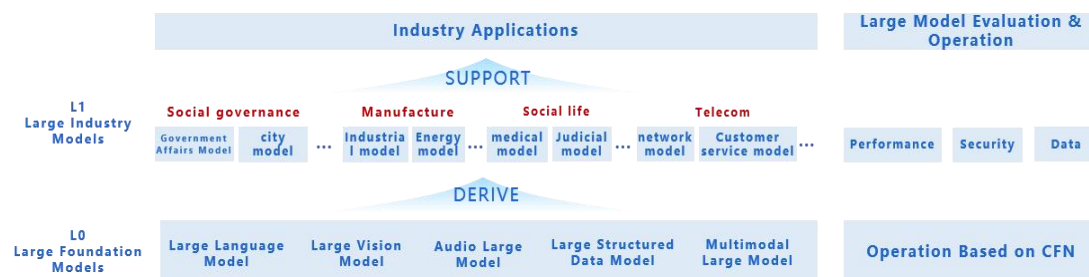 Industry Applications
Large Model Evaluation &
Operation
SUPPORT
L1
Large Industry
Models
Social governance
Manufacture
Social life
Telecom
Government
Affairs Model
city
model
...
Industria
l model
Energy
model
...
medical
model
Judicial
model
...
network
model
Customer
service model
...
Performance
Security
Data
DERIVE
L0
Large Foundation
Models
Large Language
Model
Large Vision
Model
Audio Large
Model
Large Structured
Data Model
Multimodal
Large Model
Operation Based on CFN